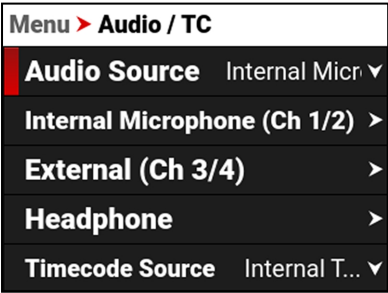 Menu > Audio / TC
Audio Source Internal Micr
Internal Microphone (Ch 1/2)
External (Ch 3/4)
Headphone
Timecode Source Internal T...